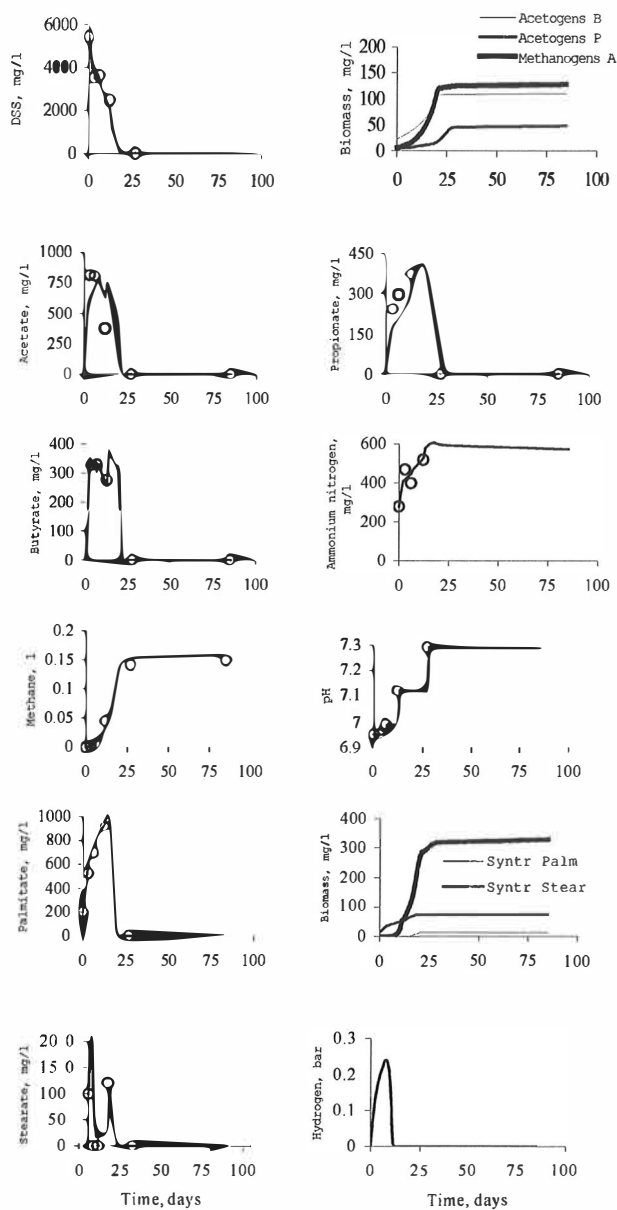 6000
4000
2000
0
DSS, mg/l
0 25 50 75 100
Acetogens B
Acetogens P
Methanogens A
200
150
100
50
0
Biomass, mg/l
0 25 50 75 100
1000
750
500
250
0
Acetate, mg/l
0 25 50 75 100
450
300
150
0
Propionate, mg/l
0 25 50 75 100
400
300
200
100
0
Butyrate, mg/l
0 25 50 75 100
600
400
200
0
Ammonium nitrogen,
mg/l
0 25 50 75 100
0.2
0.15
0.1
0.05
0
Methane, l
0 25 50 75 100
7.3
7.2
7.1
7
6.9
pH
0 25 50 75 100
1000
800
600
400
200
0
Palmitate, mg/l
0 25 50 75 100
400
300
200
100
0
Biomass, mg/l
Syntr Palm
Syntr Stear
0 25 50 75 100
20 0
15 0
100
50
0
Stearate, mg/l
0 25 50 75 100
Time, days
0.3
0.2
0.1
0
Hydrogen, bar
0 25 50 75 100
Time, days